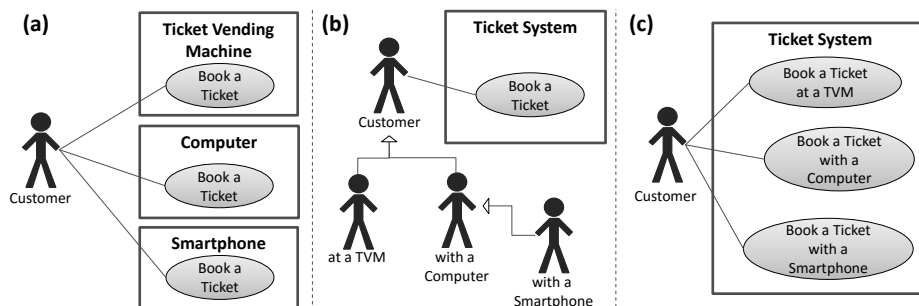 (a)
Ticket Vending
Machine
Book a
Ticket
Computer
Book a
Ticket
Smartphone
Book a
Ticket
Customer
(b)
Ticket System
Book a
Ticket
Customer
at a TVM
with a
Computer
with a
Smartphone
(c)
Ticket System
Book a Ticket
at a TVM
Book a Ticket
with a
Computer
Book a Ticket
with a
Smartphone
Customer